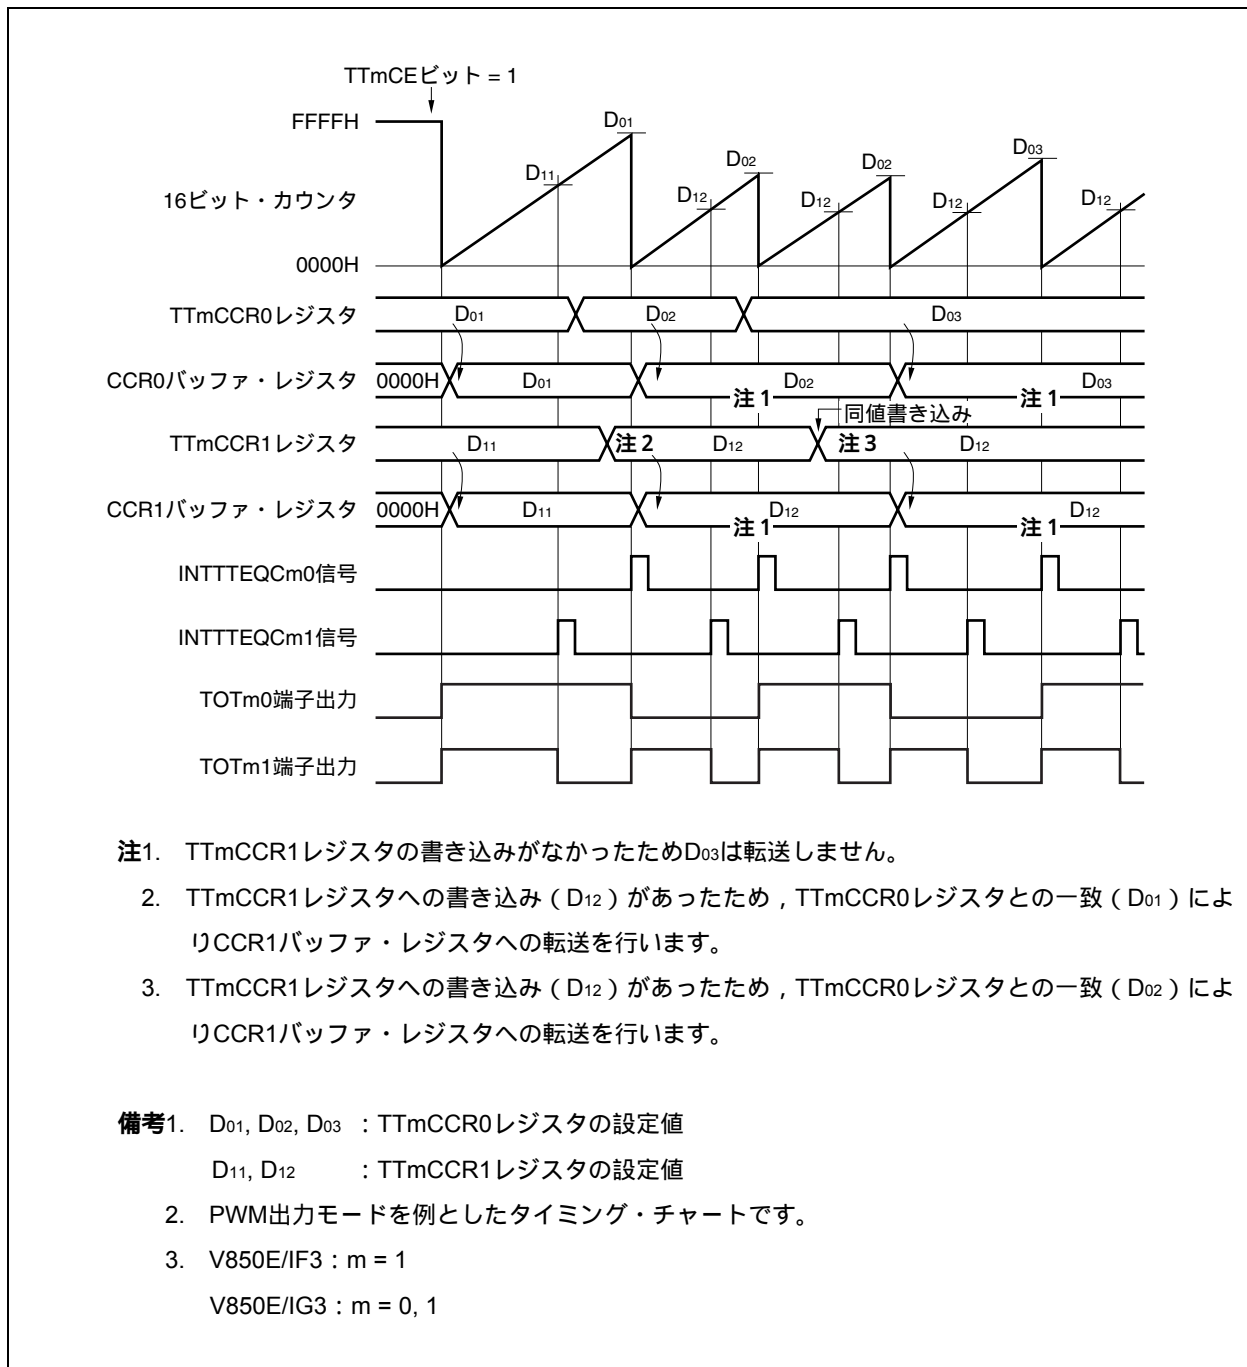 TTmCEビット = 1
FFFFH
D01
D11
D02
D12
D02
D12
D03
D12
D12
16ビット・カウンタ
0000H
TTmCCR0レジスタ D01 D02 D03
CCR0バッファ・レジスタ 0000H D01 D02 D03
注1 注1
同値書き込み
TTmCCR1レジスタ D11 注2 D12 注3 D12
CCR1バッファ・レジスタ 0000H D11 D12 D12
注1 注1
INTTTEQCm0信号
INTTTEQCm1信号
TOTm0端子出力
TOTm1端子出力
注1. TTmCCR1レジスタの書き込みがなかったためD03は転送しません。
2. TTmCCR1レジスタへの書き込み（D12）があったため，TTmCCR0レジスタとの一致（D01）によ
りCCR1バッファ・レジスタへの転送を行います。
3. TTmCCR1レジスタへの書き込み（D12）があったため，TTmCCR0レジスタとの一致（D02）によ
りCCR1バッファ・レジスタへの転送を行います。
備考1. D01, D02, D03 ：TTmCCR0レジスタの設定値
D11, D12 ：TTmCCR1レジスタの設定値
2. PWM出力モードを例としたタイミング・チャートです。
3. V850E/IF3：m = 1
V850E/IG3：m = 0, 1